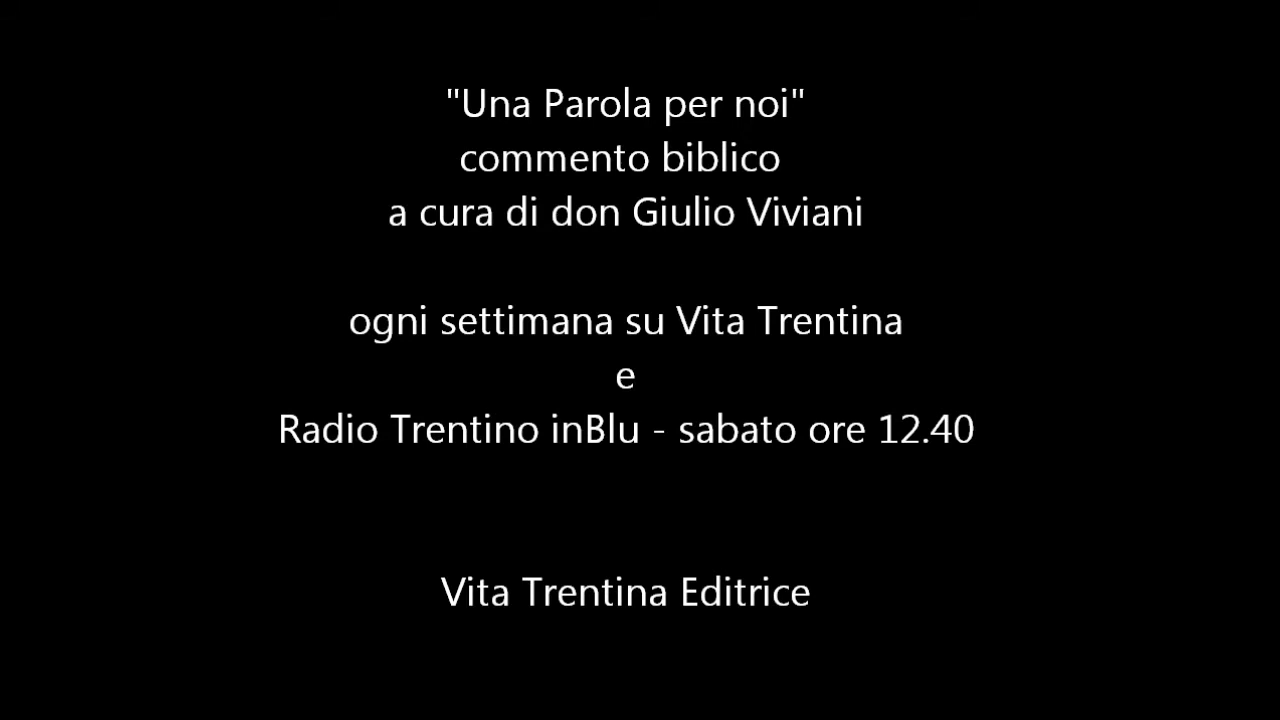 "Una Parola per noi"
commento biblico
a cura di don Giulio Viviani
ogni settimana su Vita Trentina
e
Radio Trentino inBlu - sabato ore 12.40
Vita Trentina Editrice